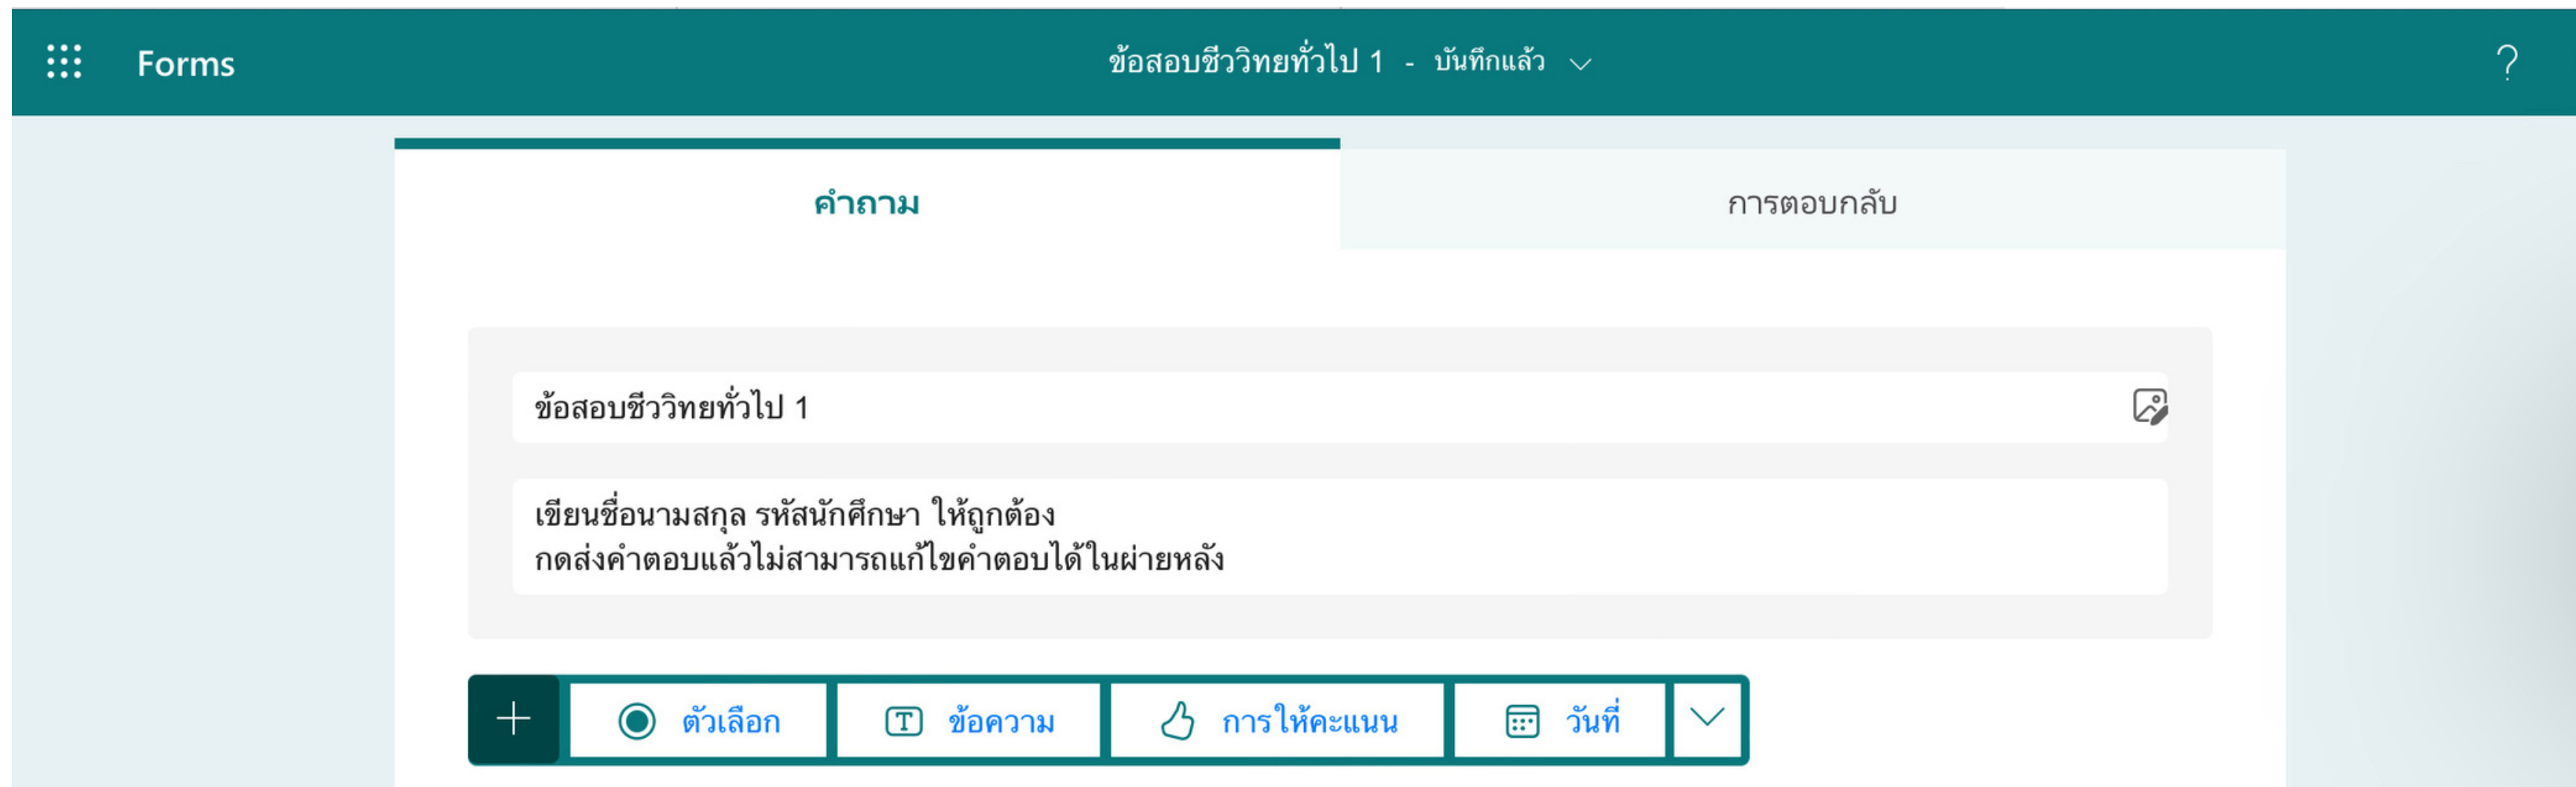 Forms
ข้อสอบชีววิทยทั่วไป 1 - บันทึกแล้ว
?
คำถาม
การตอบกลับ
ข้อสอบชีววิทยทั่วไป 1
เขียนชื่อนามสกุล รหัสนักศึกษา ให้ถูกต้อง
กดส่งคำตอบแล้วไม่สามารถแก้ไขคำตอบได้ในผ่ายหลัง
ตัวเลือก
ข้อความ
การให้คะแนน
วันที่